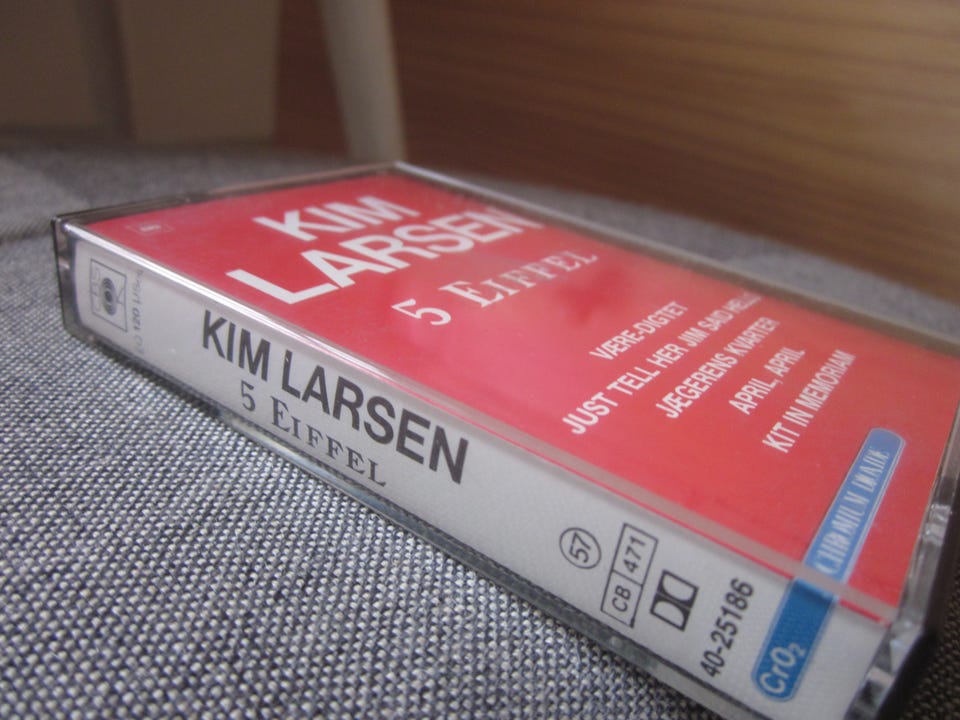 KIM
LARSEN
5 EIFFEL
VÆRE-DIGTET
JUST TELL HER JIM SAID HELLO
JÆGERENS KVARTER
APRIL, APRIL
KIT IN MEMORIAM
CHROMIUM DIOXIDE
CBS
KIM LARSEN
5 EIFFEL
57
CB 471
40-25186
CrO₂